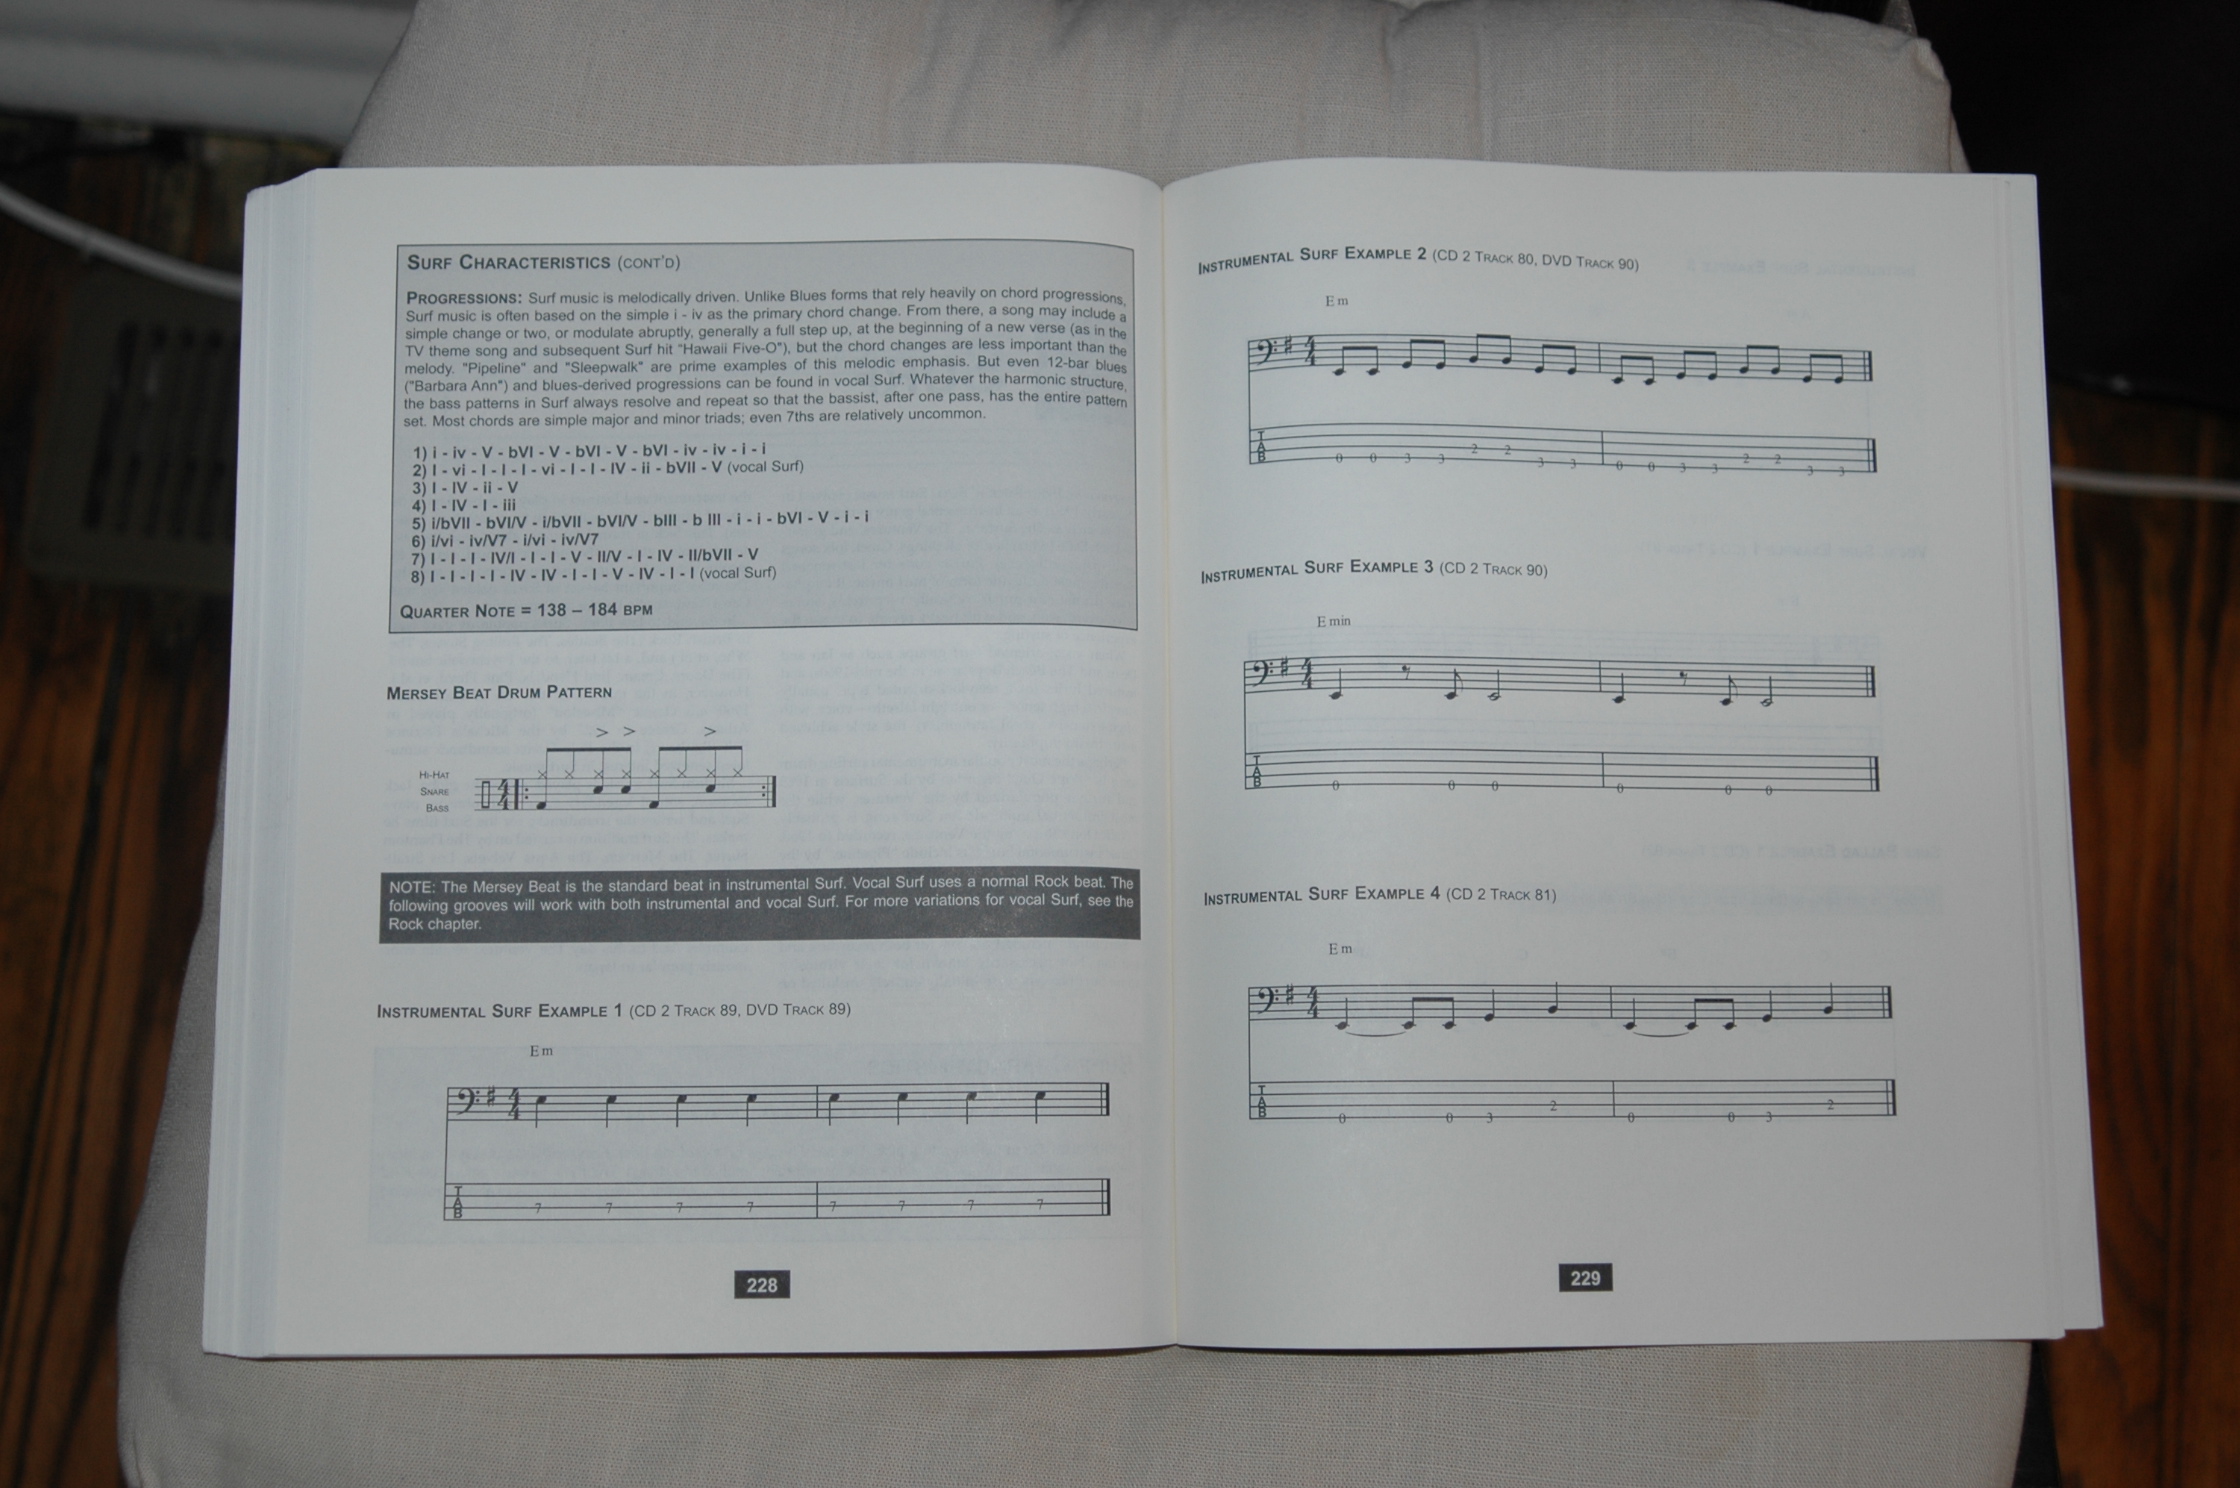 SURF CHARACTERISTICS (CONT'D)
PROGRESSIONS: Surf music is melodically driven. Unlike Blues forms that rely heavily on chord progressions,
Surf music is often based on the simple i - iv as the primary chord change. From there, a song may include a
simple change or two, or modulate abruptly, generally a full step up, at the beginning of a new verse (as in the
TV theme song and subsequent Surf hit "Hawaii Five-O"), but the chord changes are less important than the
melody. "Pipeline" and "Sleepwalk" are prime examples of this melodic emphasis. But even 12-bar blues
("Barbara Ann") and blues-derived progressions can be found in vocal Surf. Whatever the harmonic structure,
the bass patterns in Surf always resolve and repeat so that the bassist, after one pass, has the entire pattern
set. Most chords are simple major and minor triads; even 7ths are relatively uncommon.
1) i - iv - V - bVI - V - bVI - V - bVI - iv - iv - i - i
2) I - vi - I - I - I - vi - I - I - IV - ii - bVII - V (vocal Surf)
3) I - IV - ii - V
4) I - IV - I - iii
5) i/bVII - bVI/V - i/bVII - bVI/V - bIII - b III - i - i - bVI - V - i - i
6) i/vi - iv/V7 - i/vi - iv/V7
7) I - I - I - IV/I - I - I - V - II/V - I - IV - II/bVII - V
8) I - I - I - I - IV - IV - I - I - V - IV - I - I (vocal Surf)
QUARTER NOTE = 138 – 184 BPM
MERSEY BEAT DRUM PATTERN
> > >
HI-HAT
SNARE
BASS
4/4
NOTE: The Mersey Beat is the standard beat in instrumental Surf. Vocal Surf uses a normal Rock beat. The
following grooves will work with both instrumental and vocal Surf. For more variations for vocal Surf, see the
Rock chapter.
INSTRUMENTAL SURF EXAMPLE 1 (CD 2 TRACK 89, DVD TRACK 89)
Em
4/4
TAB 7 7 7 7 7 7 7 7
228
INSTRUMENTAL SURF EXAMPLE 2 (CD 2 TRACK 80, DVD TRACK 90)
Em
4/4
TAB 0 0 3 3 2 2 3 3 0 0 3 3 2 2 3 3
INSTRUMENTAL SURF EXAMPLE 3 (CD 2 TRACK 90)
E min
4/4
TAB 0 0 0 0 0 0
INSTRUMENTAL SURF EXAMPLE 4 (CD 2 TRACK 81)
Em
4/4
TAB 0 0 3 2 0 0 3 2
229